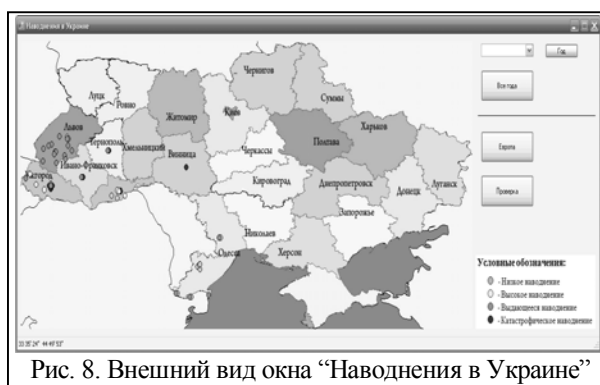 Наводнения в Украине
Год
Все года
Европа
Проверка
Чернигов
Луцк
Ровно
Сумы
Житомир
Киев
Львов
Харьков
Тернополь
Хмельницкий
Полтава
Черкассы
Винница
Ивано-Франковск
Ужгород
Кировоград
Днепропетровск
Луганск
Донецк
Запорожье
Николаев
Одесса
Херсон
Условные обозначения:
- Низкое наводнение
- Высокое наводнение
- Выдающееся наводнение
- Катастрофическое наводнение
Рис. 8. Внешний вид окна “Наводнения в Украине”